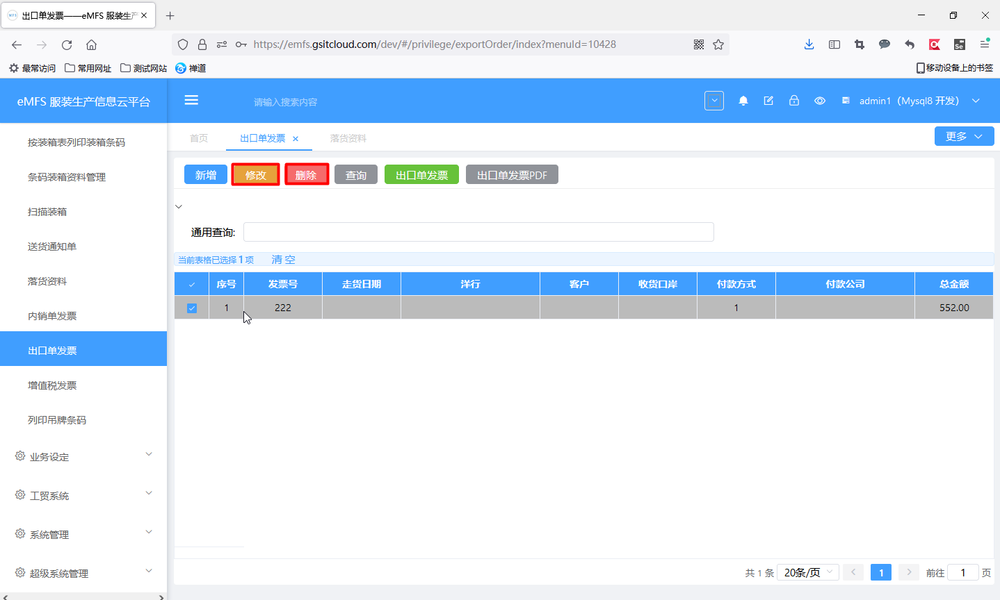 出口单发票——eMFS 服装生产
https://emfs.gsitcloud.com/dev/#/privilege/exportOrder/index?menuId=10428
最常访问 常用网址 测试网站 禅道 移动设备上的书签
eMFS 服装生产信息云平台 请输入搜索内容 admin1（Mysql8 开发）
首页 出口单发票 落货资料 更多
按装箱表列印装箱条码
条码装箱资料管理
扫描装箱
送货通知单
落货资料
内销单发票
出口单发票
增值税发票
列印吊牌条码
业务设定
工贸系统
系统管理
超级系统管理
新增 修改 删除 查询 出口单发票 出口单发票PDF
通用查询:
当前表格已选择 1 项 清 空
序号 发票号 走货日期 洋行 客户 收货口岸 付款方式 付款公司 总金额
1 222 1 552.00
共 1 条 20条/页 1 前往 1 页